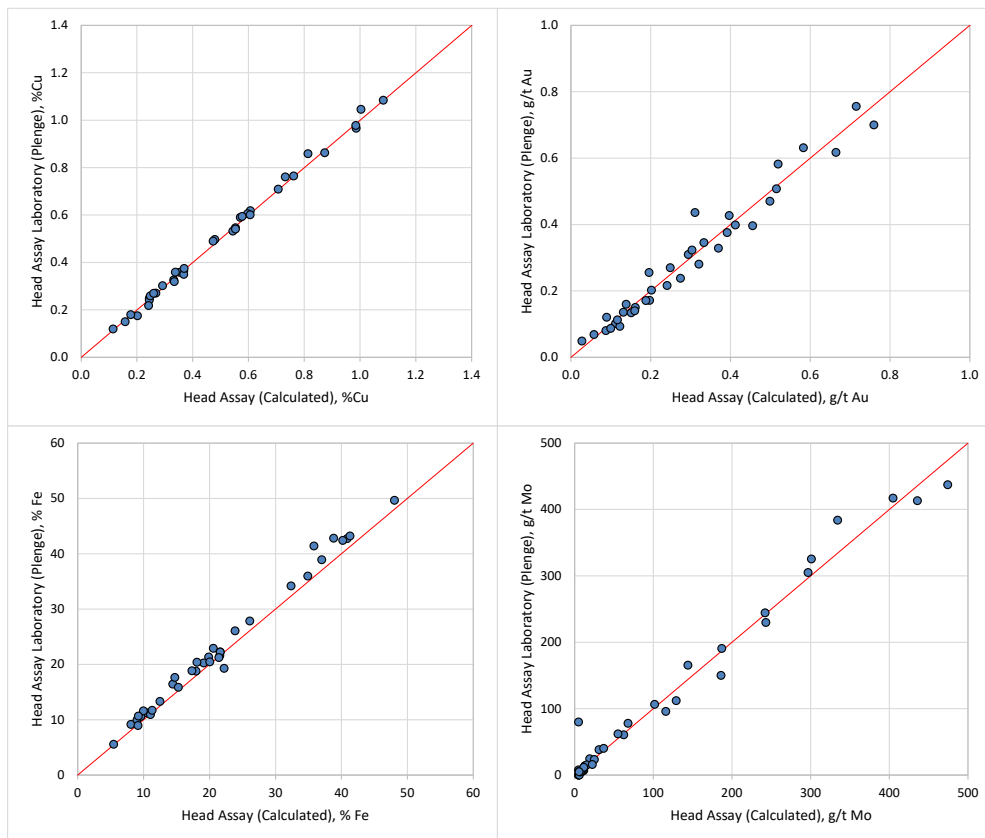 Head Assay Laboratory (Plenge), %Cu
1.4
1.2
1.0
0.8
0.6
0.4
0.2
0.0
0.0 0.2 0.4 0.6 0.8 1.0 1.2 1.4
Head Assay (Calculated), %Cu
Head Assay Laboratory (Plenge), g/t Au
1.0
0.8
0.6
0.4
0.2
0.0
0.0 0.2 0.4 0.6 0.8 1.0
Head Assay (Calculated), g/t Au
Head Assay Laboratory (Plenge), % Fe
60
50
40
30
20
10
0
0 10 20 30 40 50 60
Head Assay (Calculated), % Fe
Head Assay Laboratory (Plenge), g/t Mo
500
400
300
200
100
0
0 100 200 300 400 500
Head Assay (Calculated), g/t Mo